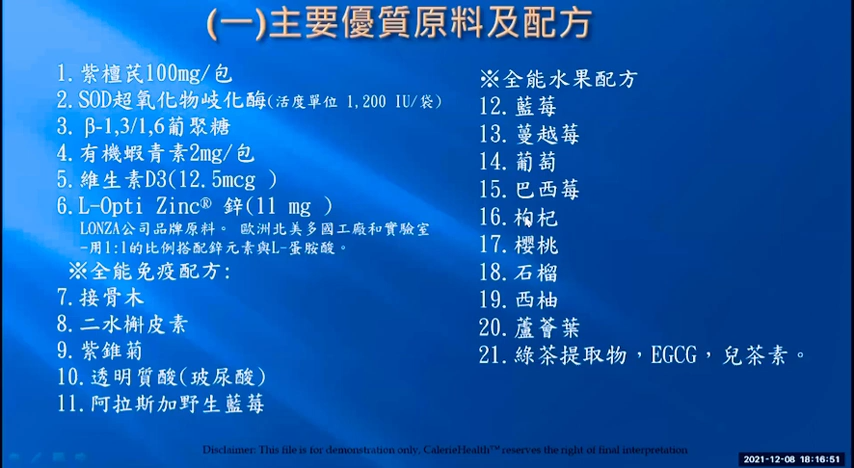 (一)主要優質原料及配方
1. 紫檀芪100mg/包
2. SOD超氧化物岐化酶(活度單位 1,200 IU/袋)
3. β-1,3/1,6葡聚糖
4. 有機蝦青素2mg/包
5. 維生素D3(12.5mcg )
6. L-Opti Zinc® 鋅(11 mg )
LONZA公司品牌原料。 歐洲北美多國工廠和實驗室
-用1:1的比例搭配鋅元素與L-蛋胺酸。
※全能免疫配方:
7. 接骨木
8. 二水槲皮素
9. 紫錐菊
10. 透明質酸(玻尿酸)
11. 阿拉斯加野生藍莓
※全能水果配方
12. 藍莓
13. 蔓越莓
14. 葡萄
15. 巴西莓
16. 枸杞
17. 櫻桃
18. 石榴
19. 西柚
20. 蘆薈葉
21. 綠茶提取物，EGCG，兒茶素。
Disclaimer: This file is for demonstration only, CalerieHealth™ reserves the right of final interpretation
2021-12-08 18:16:51